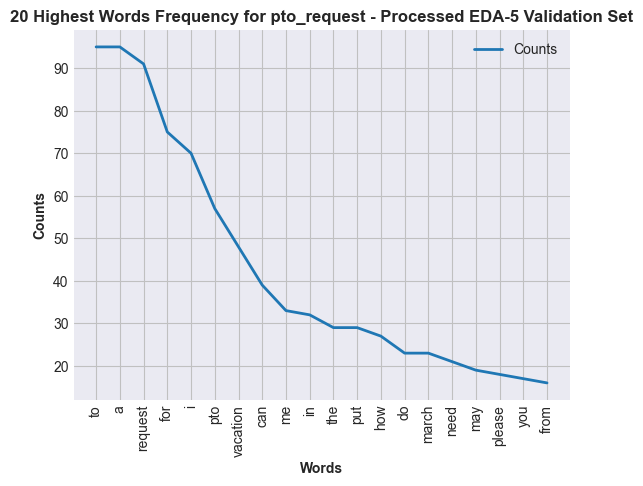 20 Highest Words Frequency for pto_request - Processed EDA-5 Validation Set
Counts
90
80
70
60
50
40
30
20
Counts
to
a
request
for
i
pto
vacation
can
me
in
the
put
how
do
march
need
may
please
you
from
Words